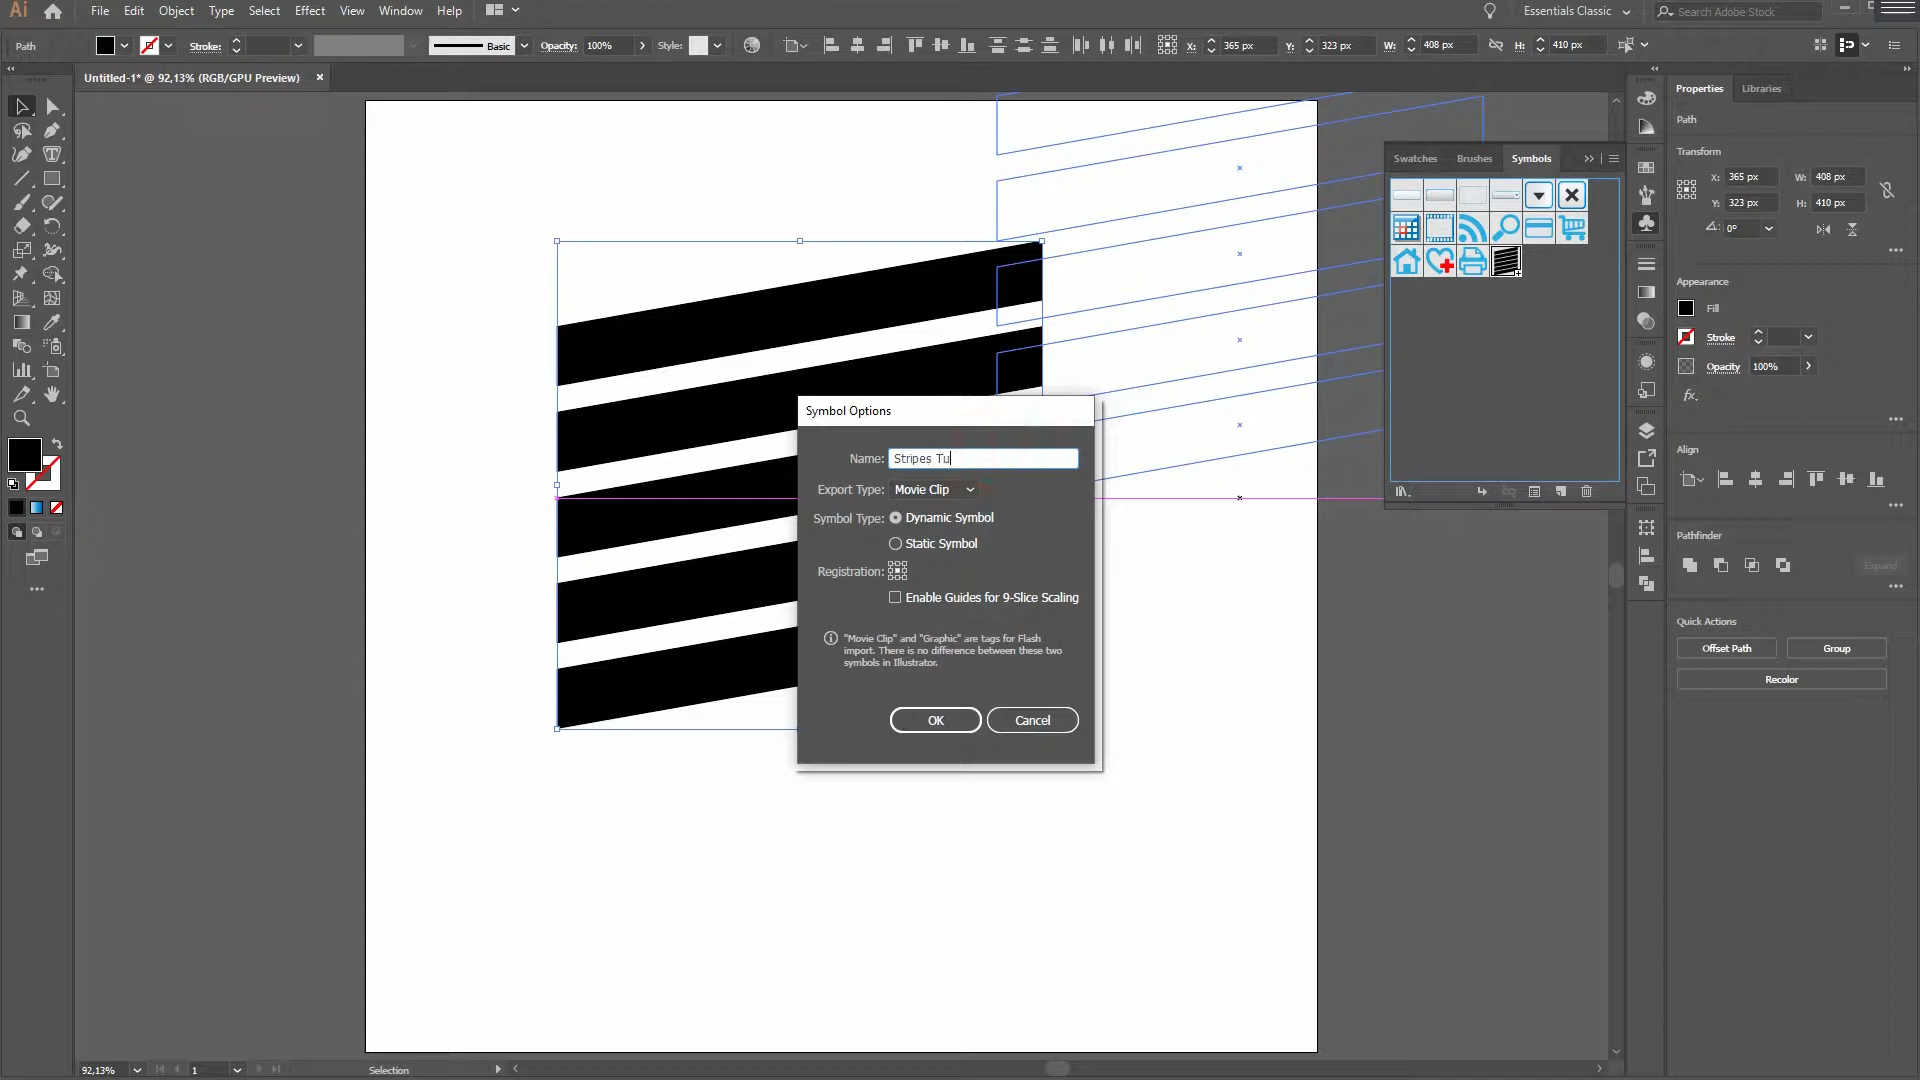 Ai File Edit Object Type Select Effect View Window Help Essentials Classic Search Adobe Stock
Path Stroke: Basic Opacity: 100% Style: X: 365 px Y: 323 px W: 408 px H: 410 px
Untitled-1* @ 92,13% (RGB/GPU Preview) ×
Properties Libraries
Path
Transform
X: 365 px W: 408 px
Y: 323 px H: 410 px
0°
Appearance
Fill
Stroke
Opacity 100%
fx.
Align
Pathfinder
Expand
Quick Actions
Offset Path Group
Recolor
Swatches Brushes Symbols
Symbol Options
Name: Stripes Tu
Export Type: Movie Clip
Symbol Type: Dynamic Symbol
Static Symbol
Registration:
Enable Guides for 9-Slice Scaling
"Movie Clip" and "Graphic" are tags for Flash
import. There is no difference between these two
symbols in Illustrator.
OK Cancel
92,13% 1 Selection